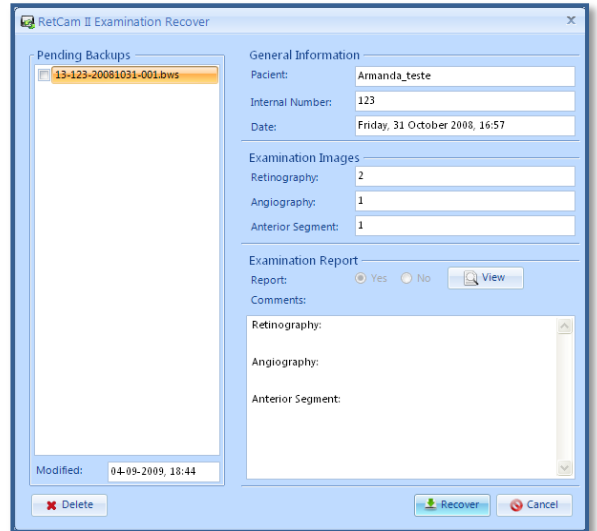 RetCam II Examination Recover
Pending Backups
13-123-20081031-001.bws
Modified: 04-09-2009, 18:44
Delete
General Information
Pacient: Armanda_teste
Internal Number: 123
Date: Friday, 31 October 2008, 16:57
Examination Images
Retinography: 2
Angiography: 1
Anterior Segment: 1
Examination Report
Report: Yes No View
Comments:
Retinography:
Angiography:
Anterior Segment:
Recover Cancel